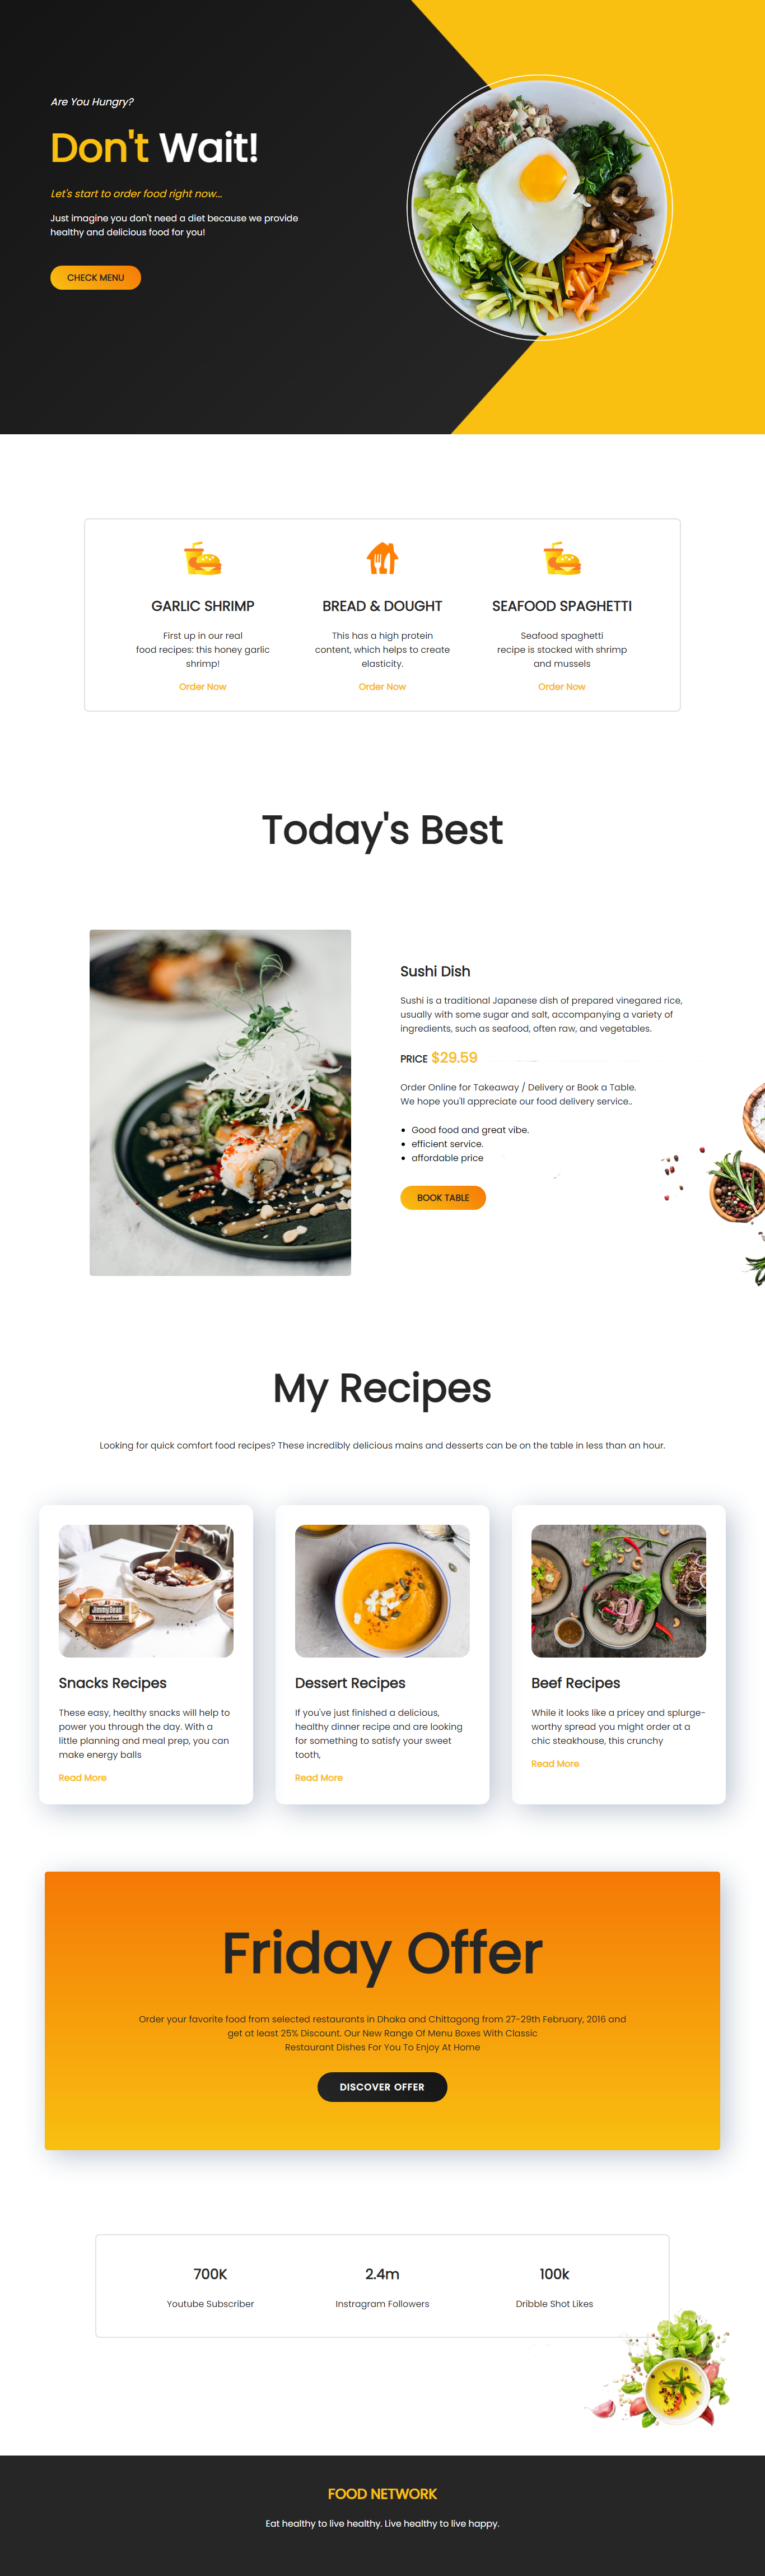 Are You Hungry?
Don't Wait!
Let's start to order food right now...
Just imagine you don't need a diet because we provide
healthy and delicious food for you!
CHECK MENU
GARLIC SHRIMP
First up in our real
food recipes: this honey garlic
shrimp!
Order Now
BREAD & DOUGHT
This has a high protein
content, which helps to create
elasticity.
Order Now
SEAFOOD SPAGHETTI
Seafood spaghetti
recipe is stocked with shrimp
and mussels
Order Now
Today's Best
Sushi Dish
Sushi is a traditional Japanese dish of prepared vinegared rice,
usually with some sugar and salt, accompanying a variety of
ingredients, such as seafood, often raw, and vegetables.
PRICE $29.59
Order Online for Takeaway / Delivery or Book a Table.
We hope you'll appreciate our food delivery service..
Good food and great vibe.
efficient service.
affordable price
BOOK TABLE
My Recipes
Looking for quick comfort food recipes? These incredibly delicious mains and desserts can be on the table in less than an hour.
Snacks Recipes
These easy, healthy snacks will help to
power you through the day. With a
little planning and meal prep, you can
make energy balls
Read More
Dessert Recipes
If you've just finished a delicious,
healthy dinner recipe and are looking
for something to satisfy your sweet
tooth,
Read More
Beef Recipes
While it looks like a pricey and splurge-
worthy spread you might order at a
chic steakhouse, this crunchy
Read More
Friday Offer
Order your favorite food from selected restaurants in Dhaka and Chittagong from 27-29th February, 2016 and
get at least 25% Discount. Our New Range Of Menu Boxes With Classic
Restaurant Dishes For You To Enjoy At Home
DISCOVER OFFER
700K
Youtube Subscriber
2.4m
Instragram Followers
100k
Dribble Shot Likes
FOOD NETWORK
Eat healthy to live healthy. Live healthy to live happy.